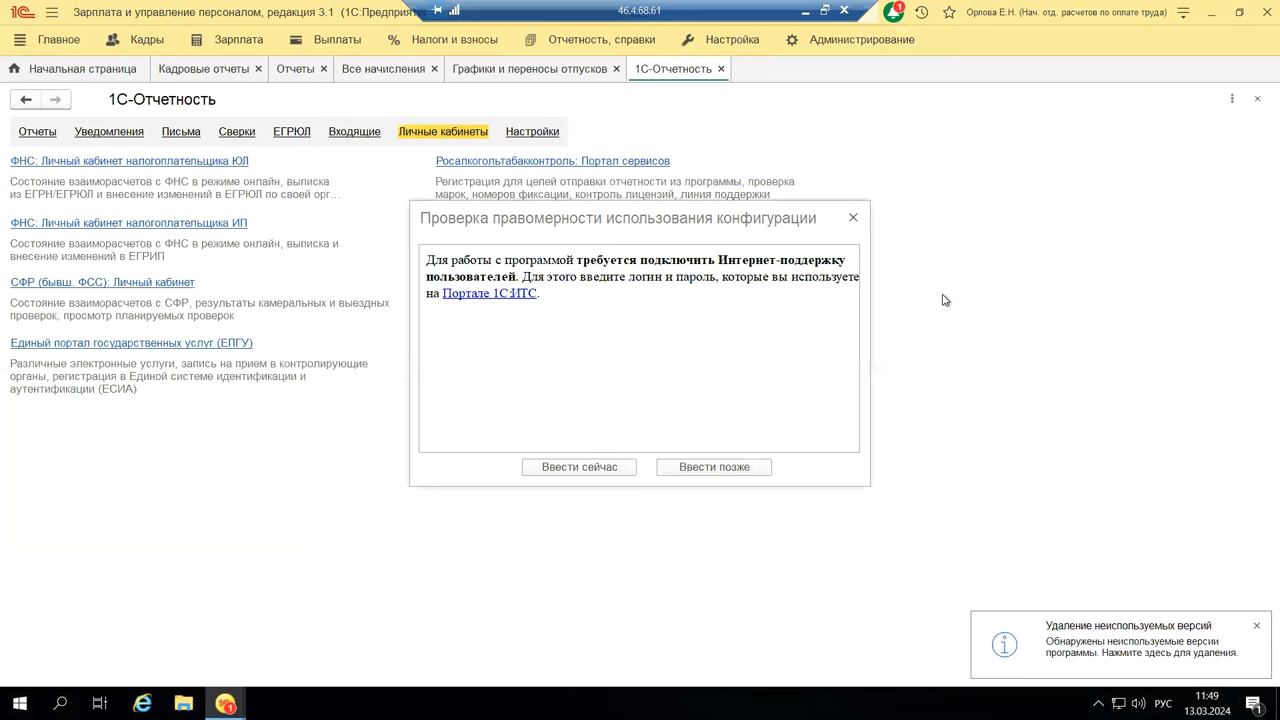 Зарплата и управление персоналом, редакция 3.1 (1С:Предприяти
46.4.68.61
1
Орлова Е.Н. (Нач. отд. расчетов по оплате труда)
Главное
Кадры
Зарплата
Выплаты
Налоги и взносы
Отчетность, справки
Настройка
Администрирование
Начальная страница
Кадровые отчеты
Отчеты
Все начисления
Графики и переносы отпусков
1С-Отчетность
1С-Отчетность
Отчеты
Уведомления
Письма
Сверки
ЕГРЮЛ
Входящие
Личные кабинеты
Настройки
ФНС: Личный кабинет налогоплательщика ЮЛ
Состояние взаиморасчетов с ФНС в режиме онлайн, выписка
из ЕГРН/ЕГРЮЛ и внесение изменений в ЕГРЮЛ по своей орг...
ФНС: Личный кабинет налогоплательщика ИП
Состояние взаиморасчетов с ФНС в режиме онлайн, выписка и
внесение изменений в ЕГРИП
СФР (бывш. ФСС): Личный кабинет
Состояние взаиморасчетов с СФР, результаты камеральных и выездных
проверок, просмотр планируемых проверок
Единый портал государственных услуг (ЕПГУ)
Различные электронные услуги, запись на прием в контролирующие
органы, регистрация в Единой системе идентификации и
аутентификации (ЕСИА)
Росалкогольтабакконтроль: Портал сервисов
Регистрация для целей отправки отчетности из программы, проверка
марок, номеров фиксации, контроль лицензий, линия поддержки
Проверка правомерности использования конфигурации
Для работы с программой требуется подключить Интернет-поддержку
пользователей. Для этого введите логин и пароль, которые вы используете
на Портале 1С:ИТС.
Ввести сейчас
Ввести позже
Удаление неиспользуемых версий
Обнаружены неиспользуемые версии
программы. Нажмите здесь для удаления.
РУС
11:49
13.03.2024
1